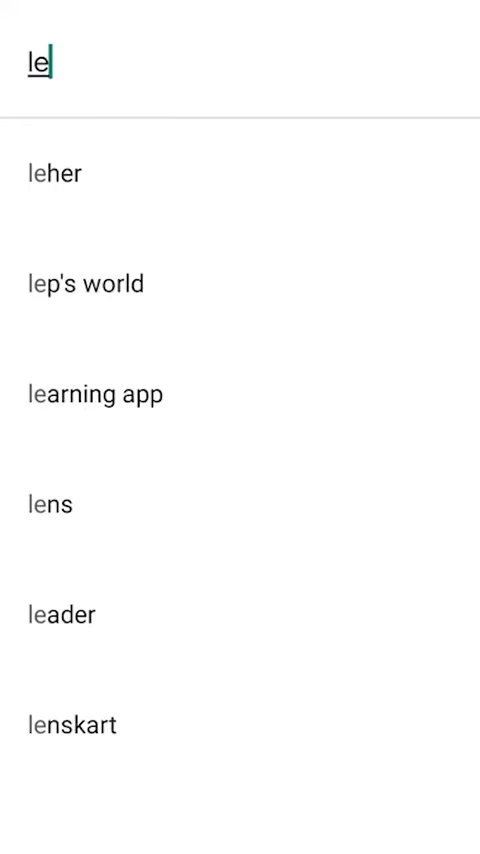 le
leher
lep's world
learning app
lens
leader
lenskart